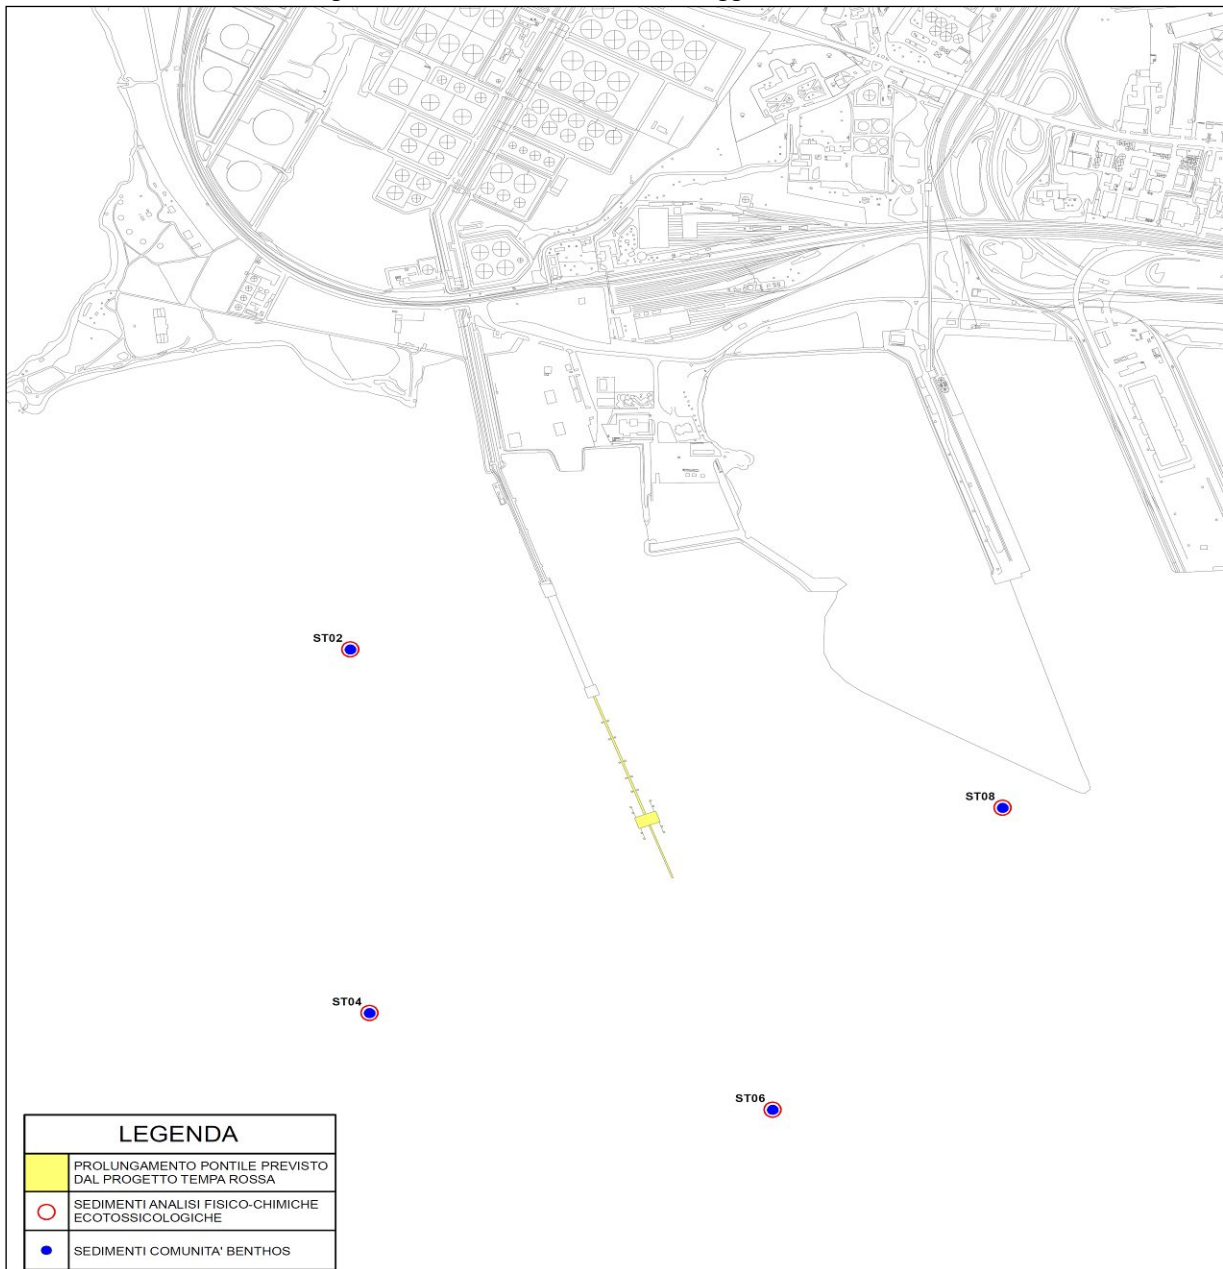 ST02
ST08
ST04
ST06
LEGENDA
PROLUNGAMENTO PONTILE PREVISTO
DAL PROGETTO TEMPA ROSSA
SEDIMENTI ANALISI FISICO-CHIMICHE
ECOTOSSICOLOGICHE
SEDIMENTI COMUNITA' BENTHOS